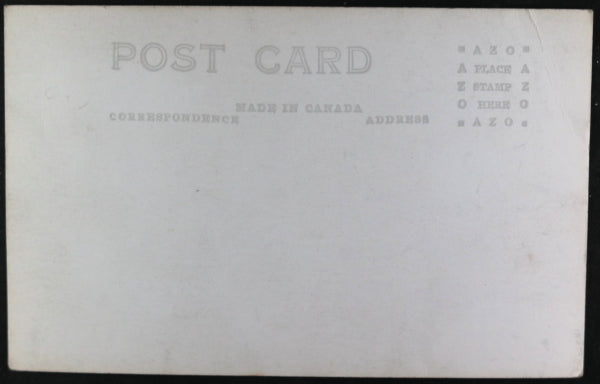 POST CARD
MADE IN CANADA
CORRESPONDENCE ADDRESS
AZO
A PLACE A
Z STAMP Z
O HERE O
AZO